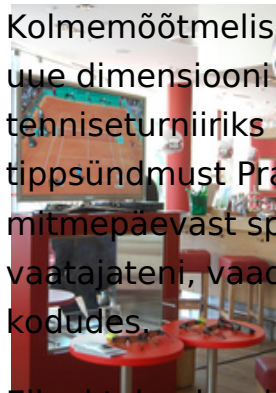 Kolmemõõtmelis
uue dimensiooni
tenniseturniiriks
tippsündmust Pra
mitmepäevast sp
vaatajateni, vaad
kodudes.